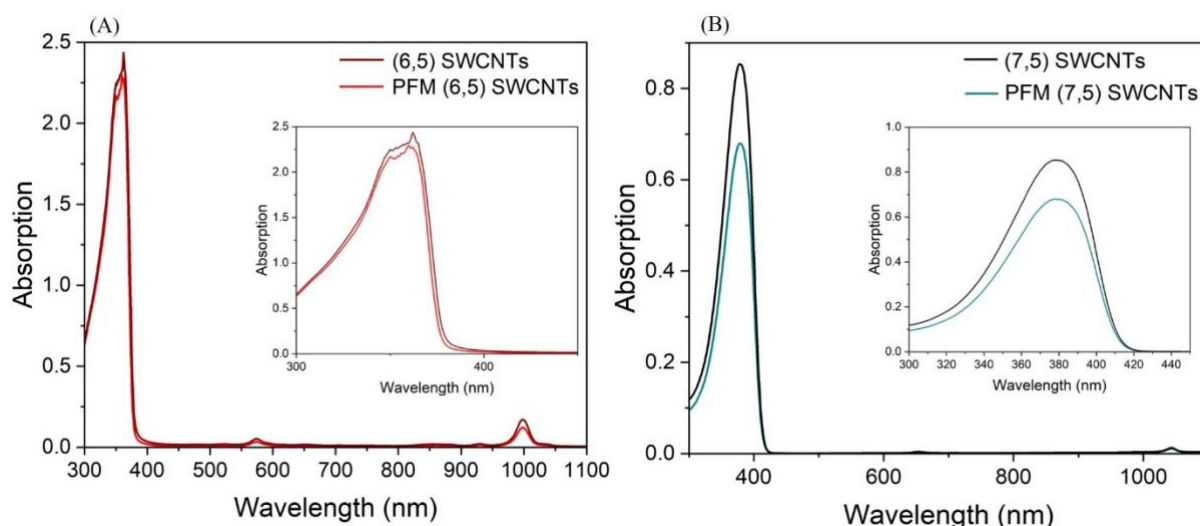 (A)
2.5
2.0
1.5
1.0
0.5
0.0
Absorption
(6,5) SWCNTs
PFM (6,5) SWCNTs
2.5
2.0
1.5
1.0
0.5
0.0
Absorption
300 400
Wavelength (nm)
300 400 500 600 700 800 900 1000 1100
Wavelength (nm)
(B)
0.8
0.6
0.4
0.2
0.0
Absorption
(7,5) SWCNTs
PFM (7,5) SWCNTs
1.0
0.8
0.6
0.4
0.2
0.0
Absorption
300 320 340 360 380 400 420 440
Wavelength (nm)
400 600 800 1000
Wavelength (nm)